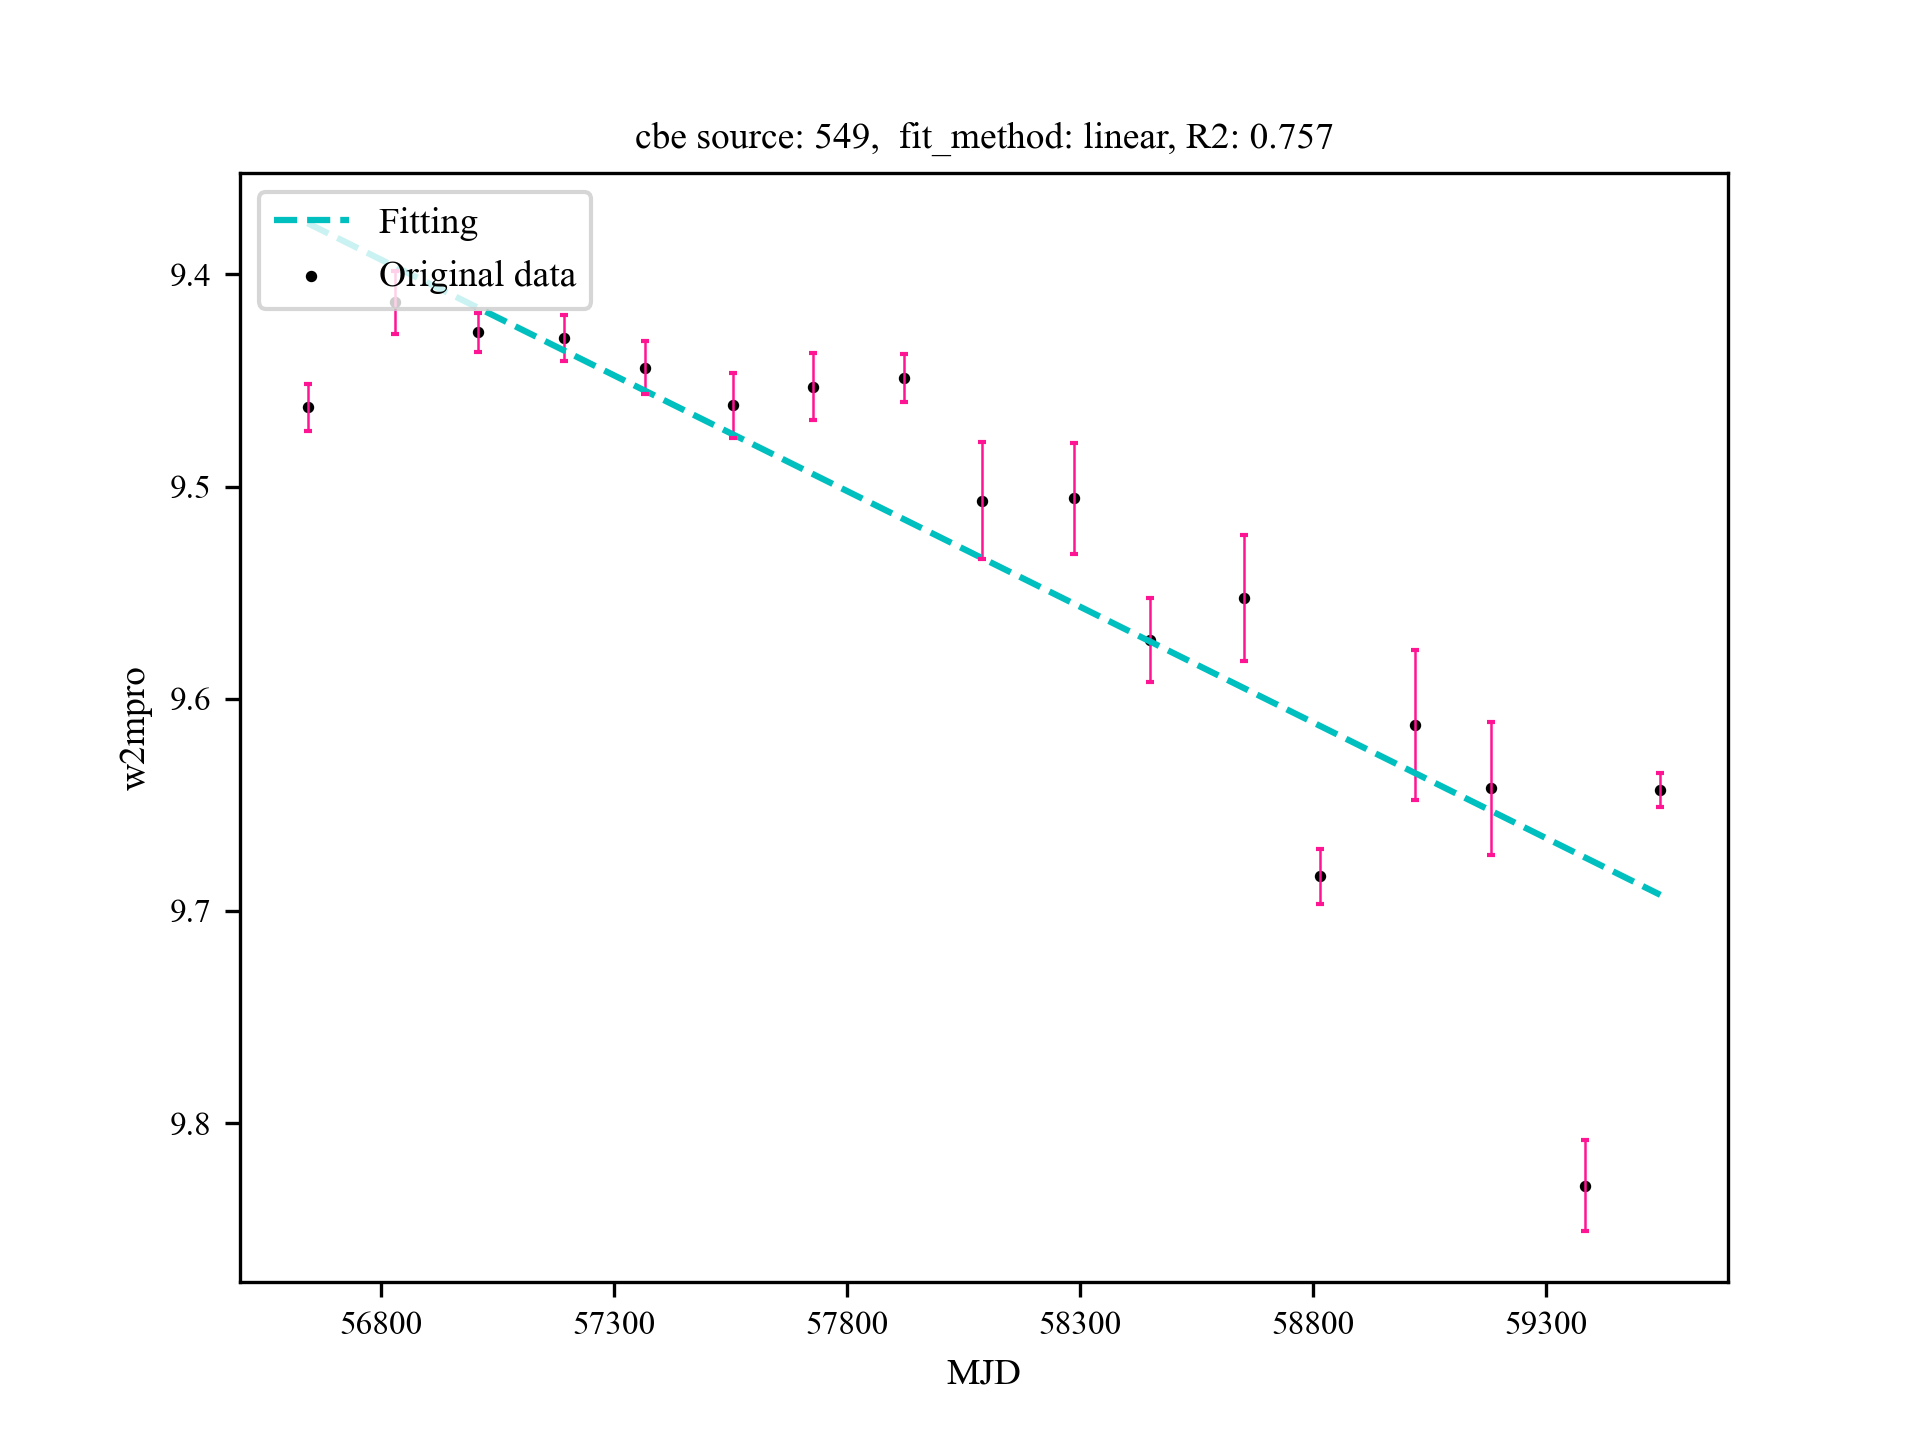 cbe source: 549,  fit_method: linear, R2: 0.757
Fitting
Original data
9.4
9.5
9.6
9.7
9.8
w2mpro
56800 57300 57800 58300 58800 59300
MJD